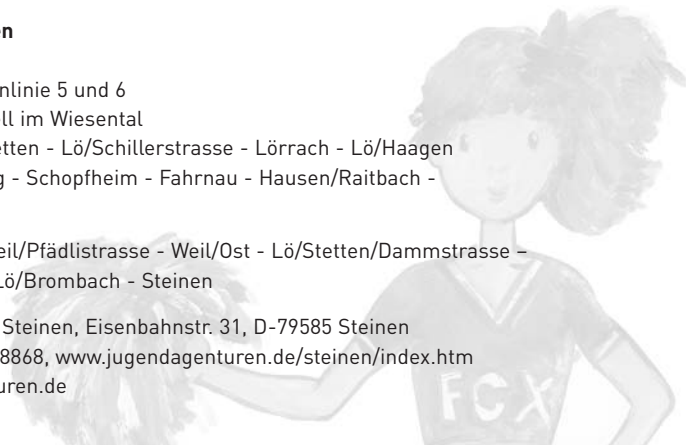 n
nlinie 5 und 6
ll im Wiesental
etten - Lö/Schillerstrasse - Lörrach - Lö/Haagen
g - Schopfheim - Fahrnau - Hausen/Raitbach -
eil/Pfädlistrasse - Weil/Ost - Lö/Stetten/Dammstrasse –
Lö/Brombach - Steinen
Steinen, Eisenbahnstr. 31, D-79585 Steinen
8868, www.jugendagenturen.de/steinen/index.htm
uren.de
FCX